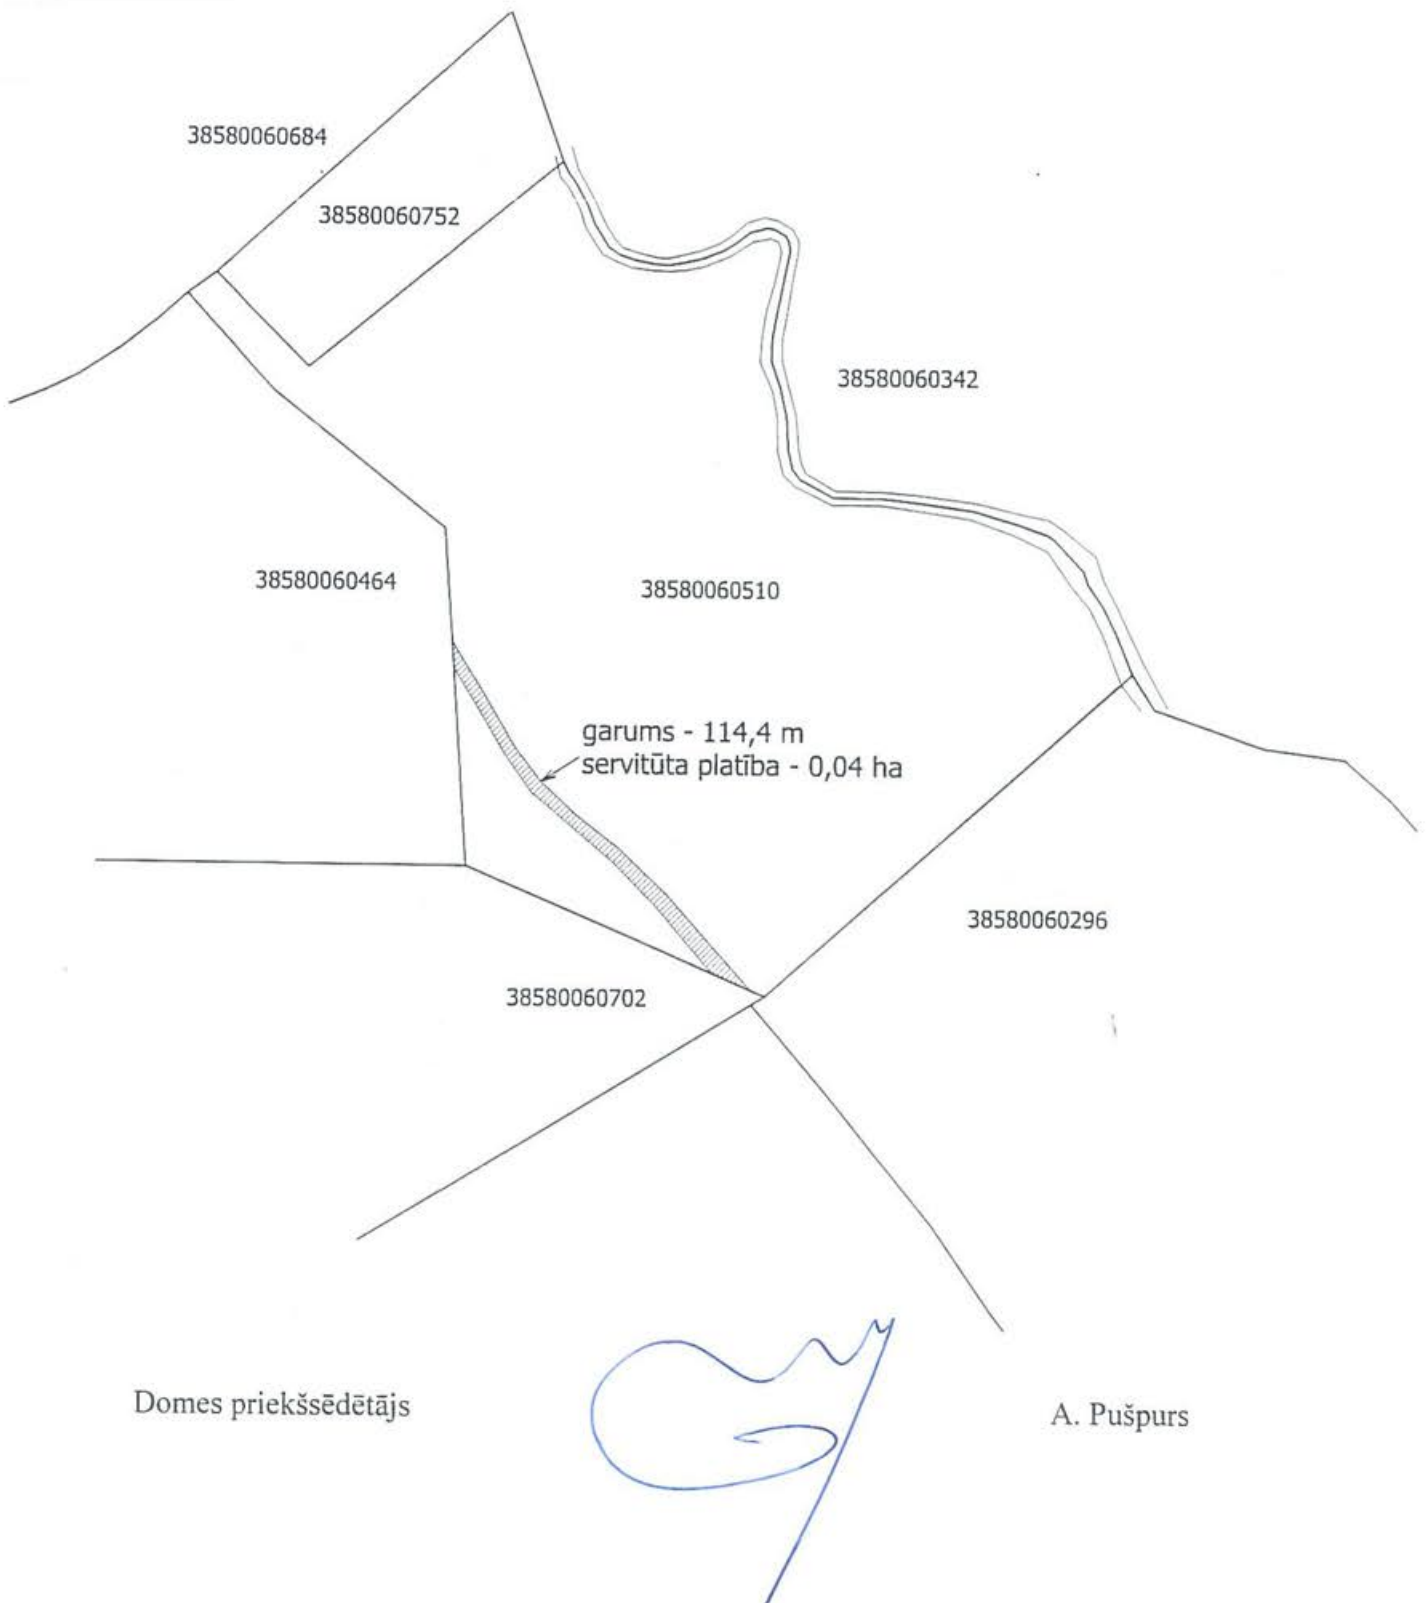 38580060684
38580060752
38580060342
38580060464
38580060510
garums - 114,4 m
servitūta platība - 0,04 ha
38580060296
38580060702
Domes priekšsēdētājs
A. Pušpurs